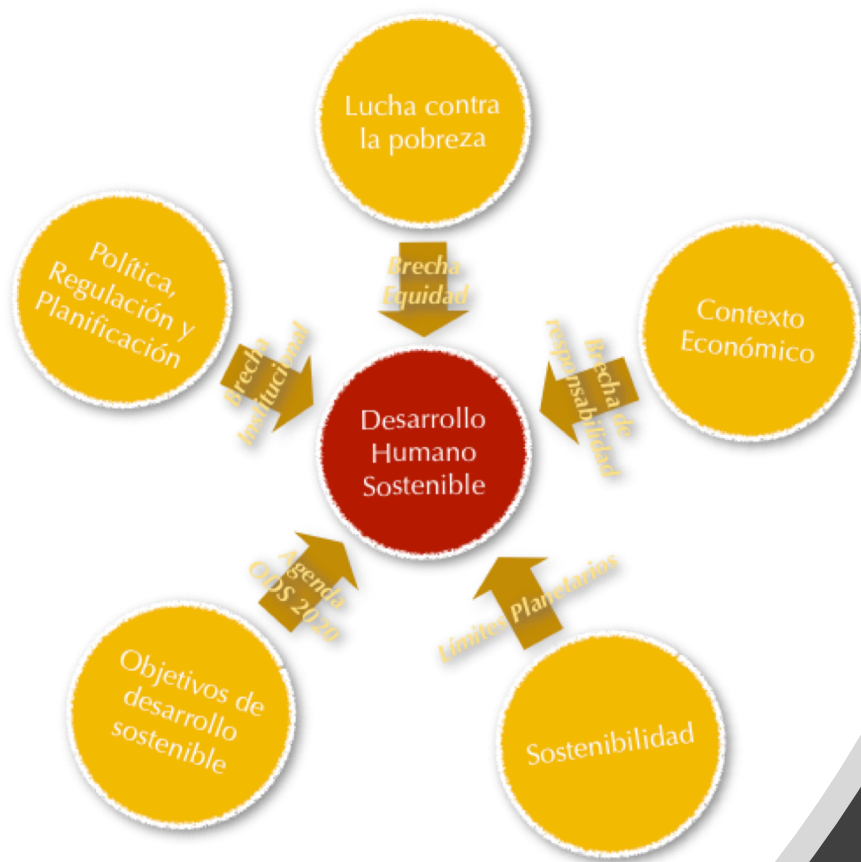 Lucha contra
la pobreza
Brecha
Equidad
Política,
Regulación y
Planificación
Brecha
Institucional
Contexto
Económico
Brecha de
responsabilidad
Desarrollo
Humano
Sostenible
Agenda
ODS 2020
Objetivos de
desarrollo
sostenible
Límites Planetarios
Sostenibilidad